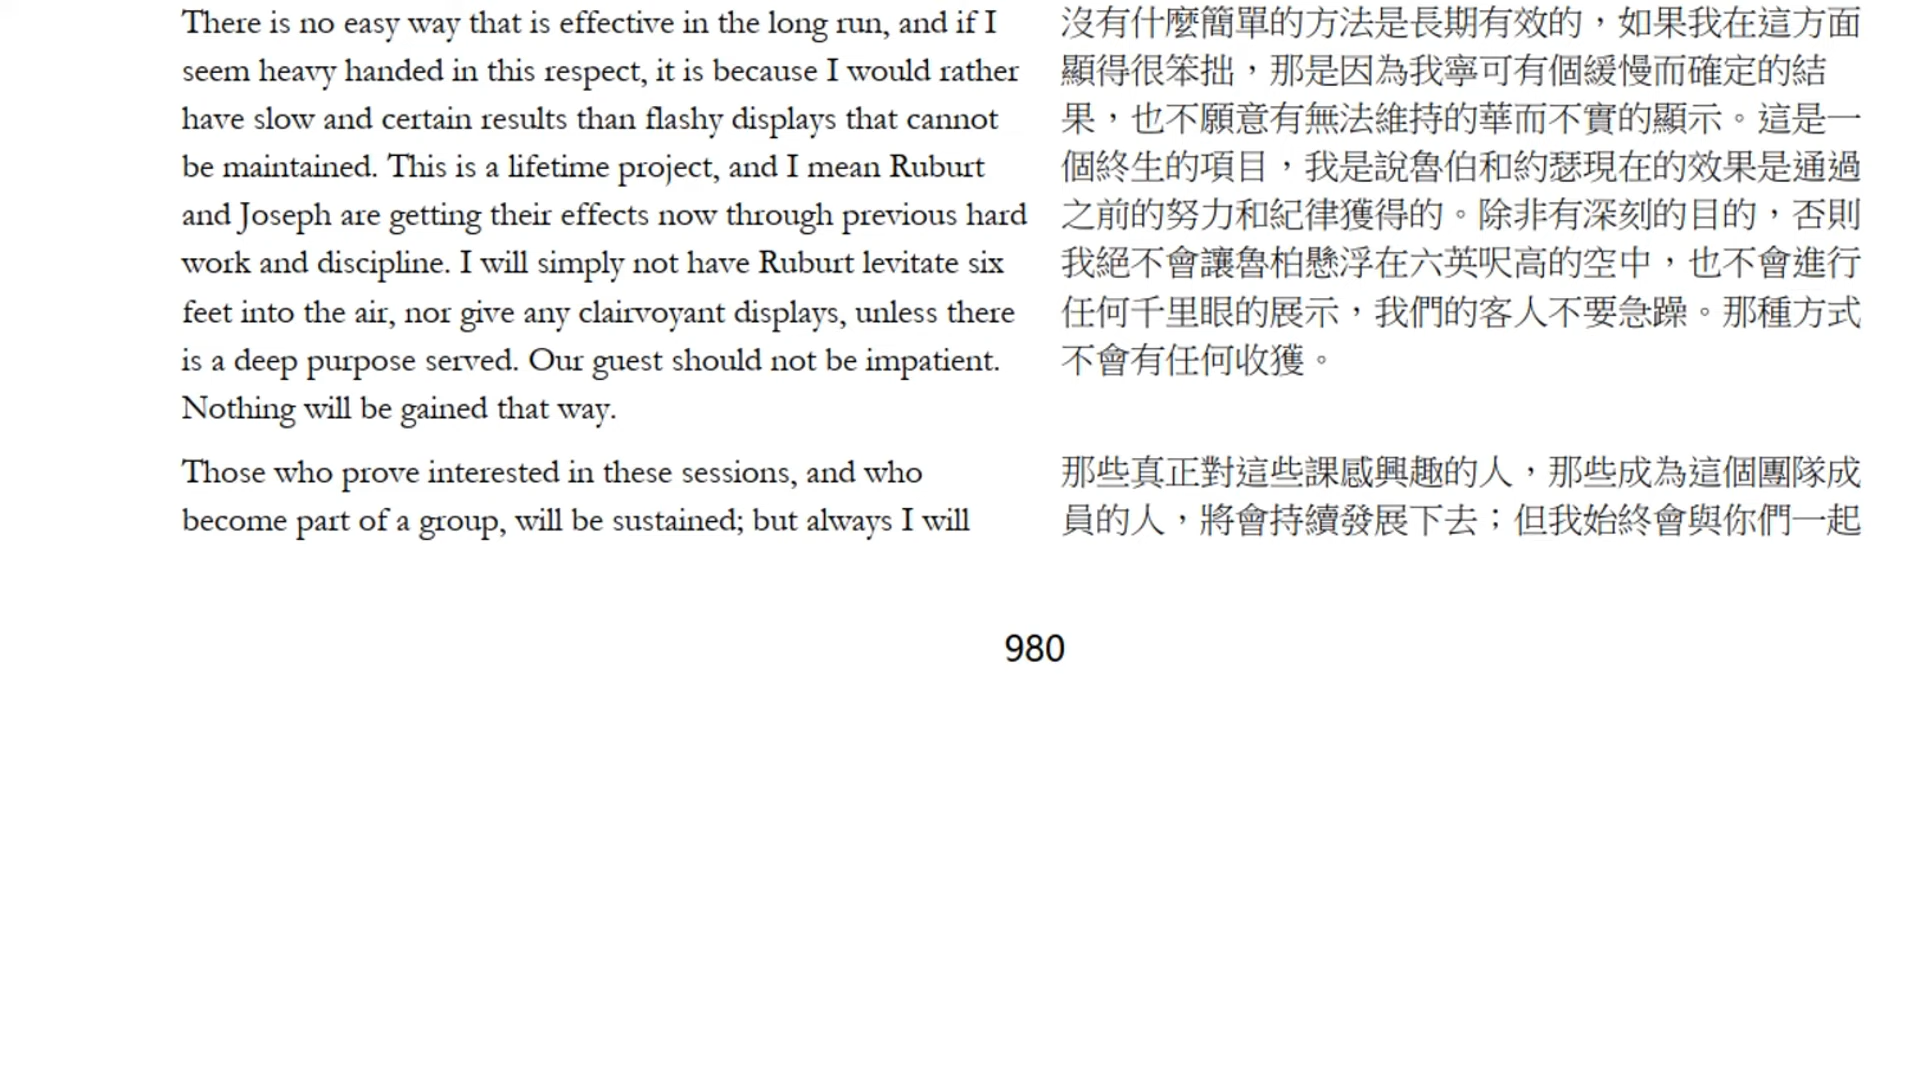 There is no easy way that is effective in the long run, and if I
seem heavy handed in this respect, it is because I would rather
have slow and certain results than flashy displays that cannot
be maintained. This is a lifetime project, and I mean Ruburt
and Joseph are getting their effects now through previous hard
work and discipline. I will simply not have Ruburt levitate six
feet into the air, nor give any clairvoyant displays, unless there
is a deep purpose served. Our guest should not be impatient.
Nothing will be gained that way.
Those who prove interested in these sessions, and who
become part of a group, will be sustained; but always I will
沒有什麼簡單的方法是長期有效的，如果我在這方面
顯得很笨拙，那是因為我寧可有個緩慢而確定的結
果，也不願意有無法維持的華而不實的顯示。這是一
個終生的項目，我是說魯伯和約瑟現在的效果是通過
之前的努力和紀律獲得的。除非有深刻的目的，否則
我絕不會讓魯柏懸浮在六英呎高的空中，也不會進行
任何千里眼的展示，我們的客人不要急躁。那種方式
不會有任何收獲。
那些真正對這些課感興趣的人，那些成為這個團隊成
員的人，將會持續發展下去；但我始終會與你們一起
980